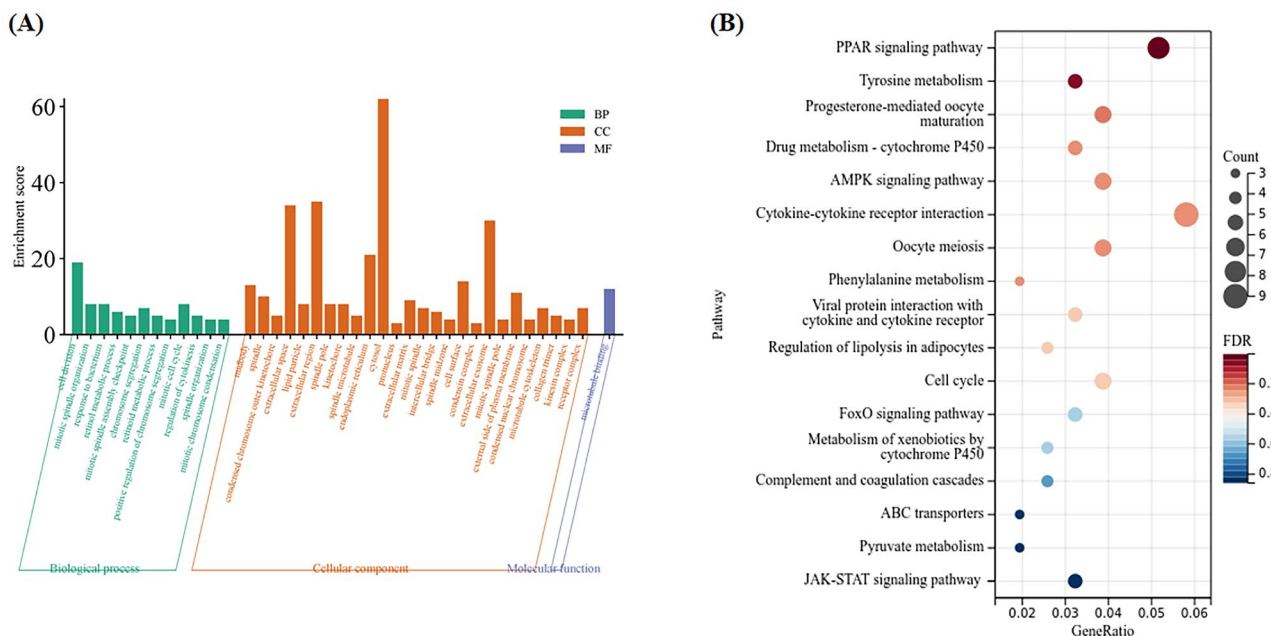 (A)
60
40
20
0
Enrichment score
BP
CC
MF
cell division
mitotic spindle organization
response to bacterium
retinol metabolic process
mitotic spindle assembly checkpoint
chromosome segregation
retinoid metabolic process
positive regulation of chromosome segregation
mitotic cell cycle
regulation of cytokinesis
spindle organization
mitotic chromosome condensation
midbody
spindle
condensed chromosome outer kinetochore
extracellular space
lipid particle
extracellular region
spindle pole
kinetochore
spindle microtubule
endoplasmic reticulum
cytosol
pronucleus
extracellular matrix
mitotic spindle
intercellular bridge
spindle midzone
cell surface
condensin complex
extracellular exosome
mitotic spindle pole
external side of plasma membrane
condensed nuclear chromosome
microtubule cytoskeleton
collagen trimer
kinesin complex
receptor complex
microtubule binding
Biological process
Cellular component
Molecular function
(B)
Pathway
PPAR signaling pathway
Tyrosine metabolism
Progesterone-mediated oocyte
maturation
Drug metabolism - cytochrome P450
AMPK signaling pathway
Cytokine-cytokine receptor interaction
Oocyte meiosis
Phenylalanine metabolism
Viral protein interaction with
cytokine and cytokine receptor
Regulation of lipolysis in adipocytes
Cell cycle
FoxO signaling pathway
Metabolism of xenobiotics by
cytochrome P450
Complement and coagulation cascades
ABC transporters
Pyruvate metabolism
JAK-STAT signaling pathway
0.02 0.03 0.04 0.05 0.06
GeneRatio
Count
3
4
5
6
7
8
9
FDR